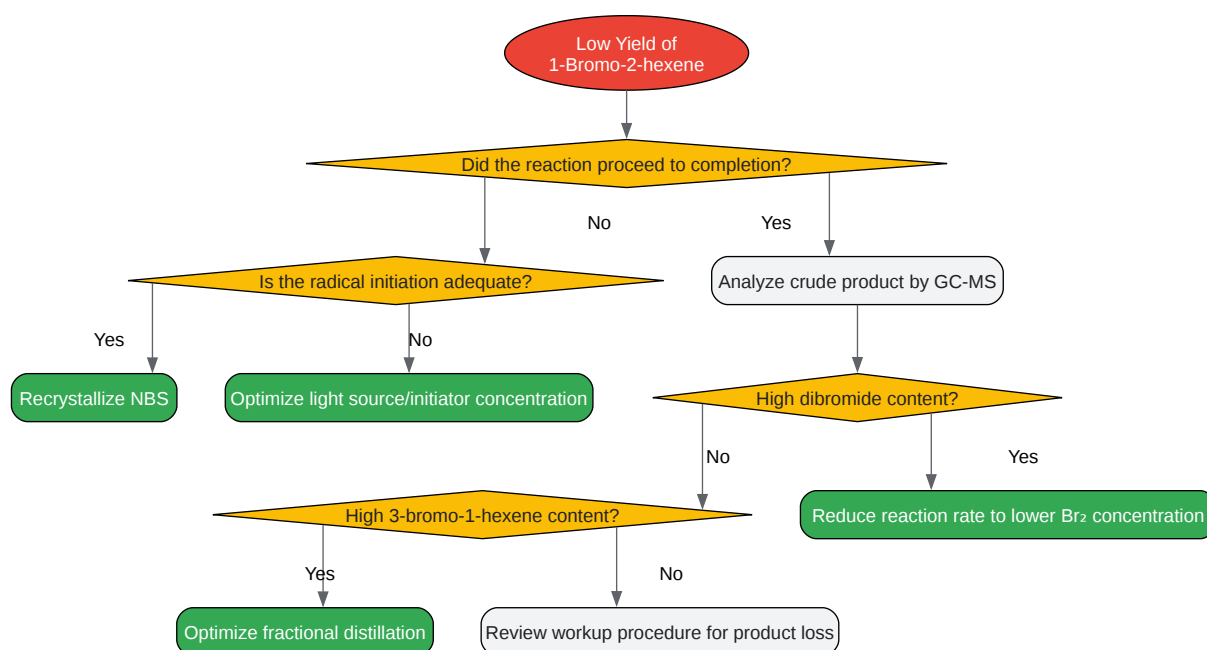 Low Yield of
1-Bromo-2-hexene
Did the reaction proceed to completion?
No
Yes
Is the radical initiation adequate?
Analyze crude product by GC-MS
Yes
No
Recrystallize NBS
Optimize light source/initiator concentration
High dibromide content?
No
Yes
High 3-bromo-1-hexene content?
Reduce reaction rate to lower Br₂ concentration
Yes
No
Optimize fractional distillation
Review workup procedure for product loss